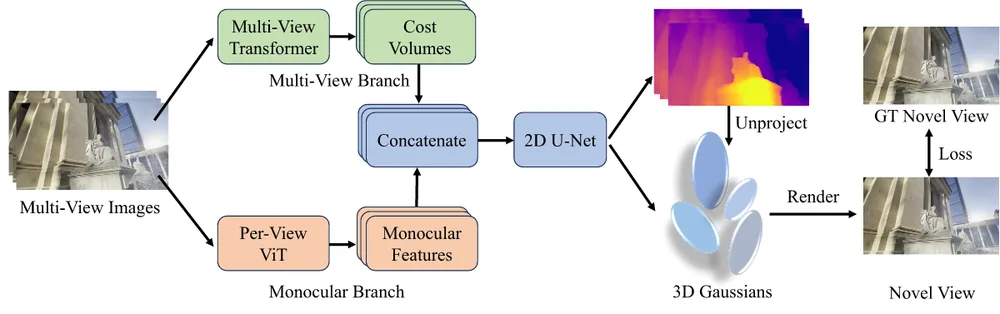 Multi-View
Transformer
Cost
Volumes
Multi-View Branch
Multi-View Images
Concatenate
2D U-Net
Per-View
ViT
Monocular
Features
Monocular Branch
Unproject
3D Gaussians
Render
GT Novel View
Loss
Novel View